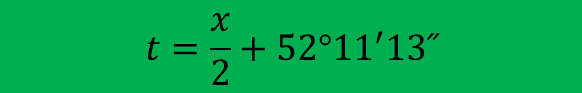 t = x/2 + 52°11′13″